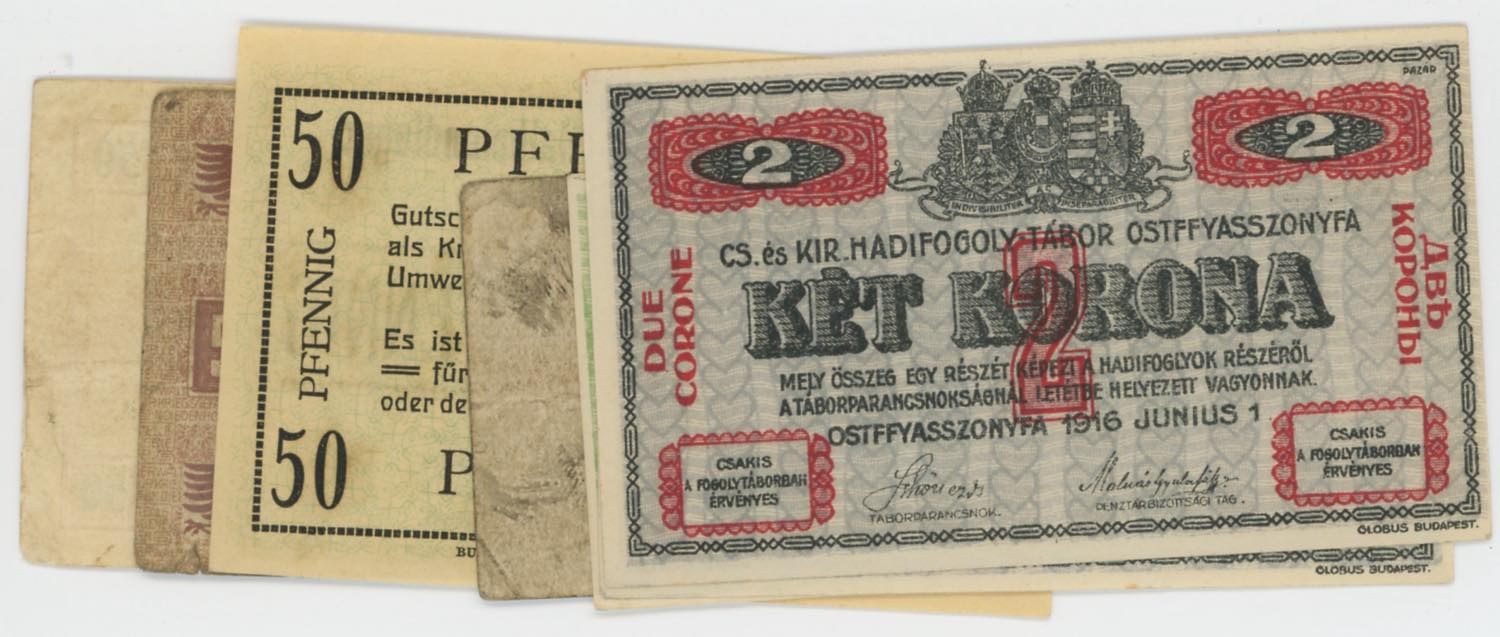 50 PF
PFENNIG
Gutsc
als Kr
Umwe
Es ist
für
oder de
50 P
BU
PAZAR
2
2
INDIVISIBILITER AC INSEPARABILITER
CS. és KIR. HADIFOGOLY-TÁBOR OSTFFYASSZONYFA
KÉT KORONA
2
DUE
CORONE
ДВѢ
КОРОНЫ
MELY ÖSSZEG EGY RÉSZÉT KÉPEZI A HADIFOGLYOK RÉSZÉRŐL
A TÁBORPARANCSNOKSÁGNÁL LETÉTBE HELYEZETT VAGYONNAK.
OSTFFYASSZONYFA 1916 JUNIUS 1
CSAKIS
A FOGOLYTÁBORBAN
ÉRVÉNYES
TÁBORPARANCSNOK.
PÉNZTÁRBIZOTTSÁGI TAG.
CSAKIS
A FOGOLYTÁBORBAN
ÉRVÉNYES
GLOBUS BUDAPEST.
GLOBUS BUDAPEST.